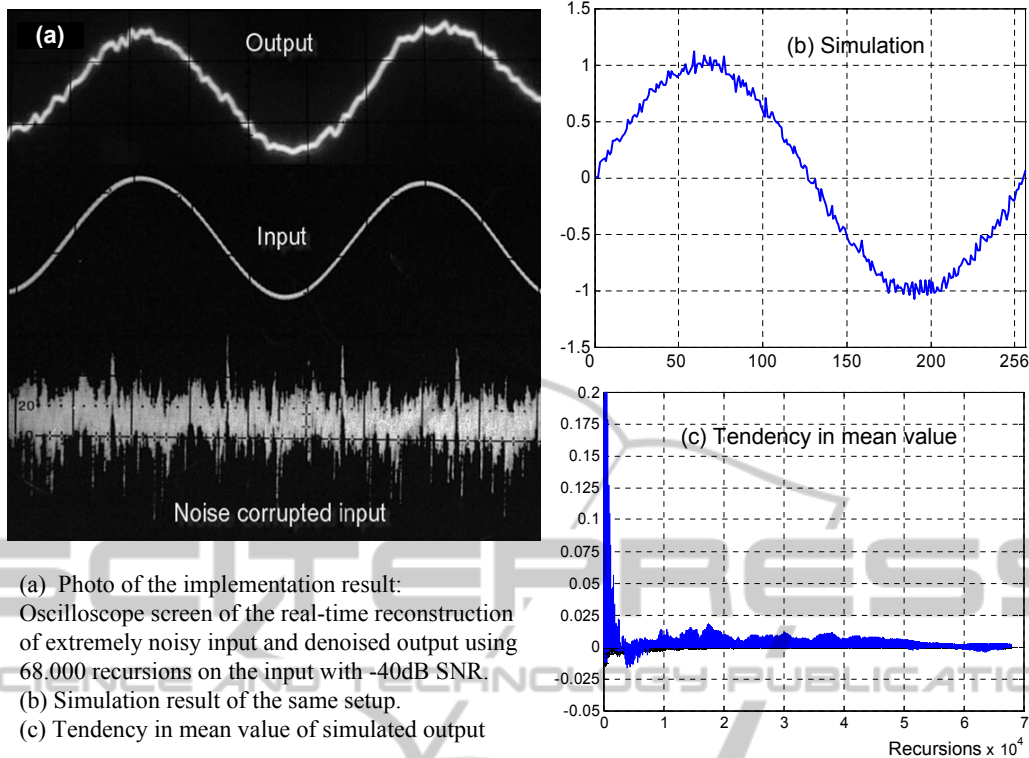 (a)
Output
Input
20
Noise corrupted input
(a) Photo of the implementation result:
Oscilloscope screen of the real-time reconstruction
of extremely noisy input and denoised output using
68.000 recursions on the input with -40dB SNR.
(b) Simulation result of the same setup.
(c) Tendency in mean value of simulated output
(b) Simulation
1.5
1
0.5
0
-0.5
-1
-1.5
0 50 100 150 200 256
(c) Tendency in mean value
0.2
0.175
0.15
0.125
0.1
0.075
0.05
0.025
0
-0.025
-0.05
0 1 2 3 4 5 6 7
Recursions x 10⁴
SCITEPRESS
SCIENCE AND TECHNOLOGY PUBLICATIO